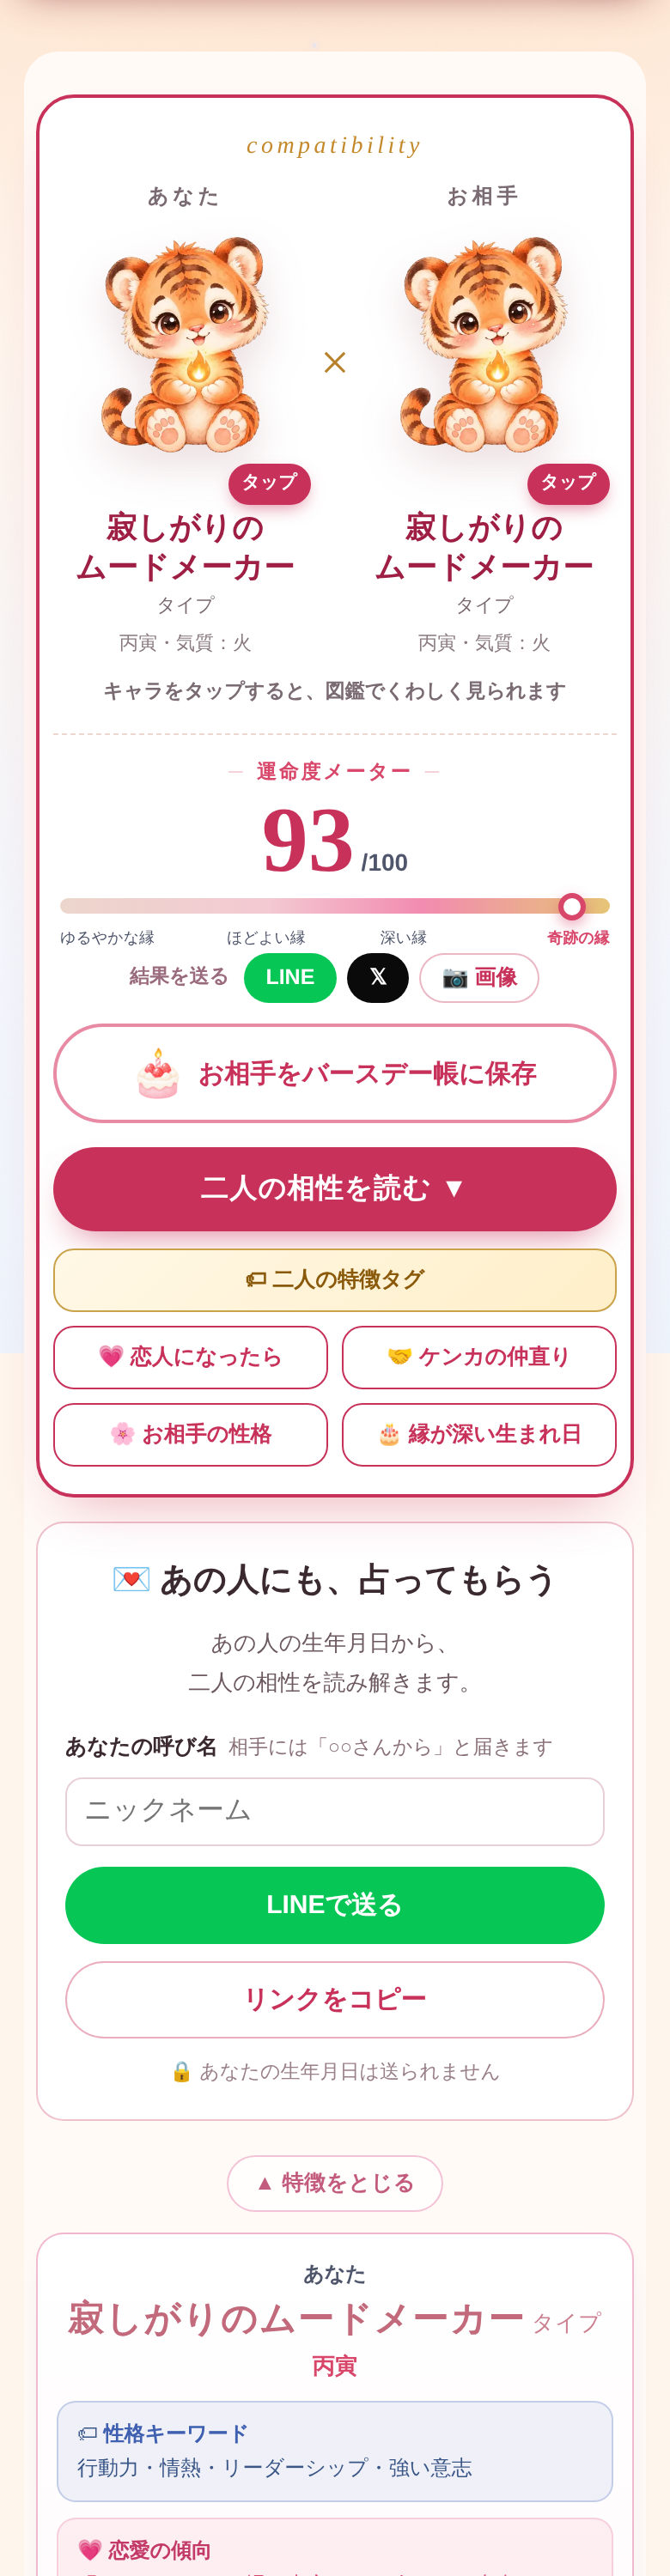 compatibility
あなた
お相手
×
タップ
タップ
寂しがりの
ムードメーカー
寂しがりの
ムードメーカー
タイプ
タイプ
丙寅・気質：火
丙寅・気質：火
キャラをタップすると、図鑑でくわしく見られます
運命度メーター
93 /100
ゆるやかな縁 ほどよい縁 深い縁 奇跡の縁
結果を送る LINE 𝕏 📷 画像
🎂 お相手をバースデー帳に保存
二人の相性を読む ▼
🏷 二人の特徴タグ
💗 恋人になったら
🤝 ケンカの仲直り
🌸 お相手の性格
🎂 縁が深い生まれ日
💌 あの人にも、占ってもらう
あの人の生年月日から、
二人の相性を読み解きます。
あなたの呼び名 相手には「○○さんから」と届きます
ニックネーム
LINEで送る
リンクをコピー
🔒 あなたの生年月日は送られません
▲ 特徴をとじる
あなた
寂しがりのムードメーカー タイプ
丙寅
🏷 性格キーワード
行動力・情熱・リーダーシップ・強い意志
💗 恋愛の傾向